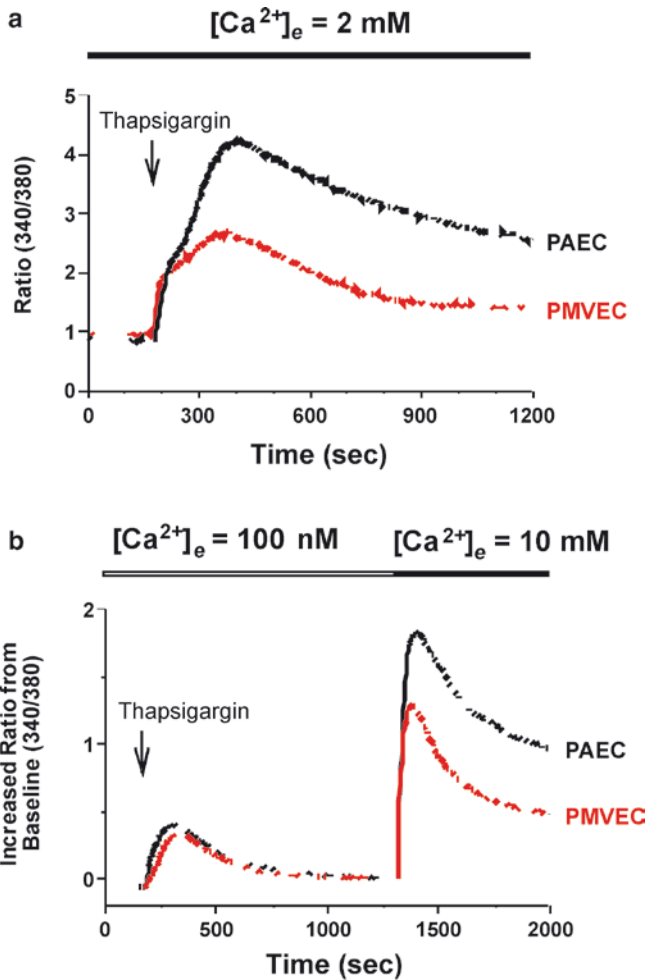 a
[Ca2+]e = 2 mM
Thapsigargin
Ratio (340/380)
5
4
3
2
1
0
PAEC
PMVEC
0 300 600 900 1200
Time (sec)
b
[Ca2+]e = 100 nM [Ca2+]e = 10 mM
Thapsigargin
Increased Ratio from
Baseline (340/380)
2
1
0
PAEC
PMVEC
0 500 1000 1500 2000
Time (sec)